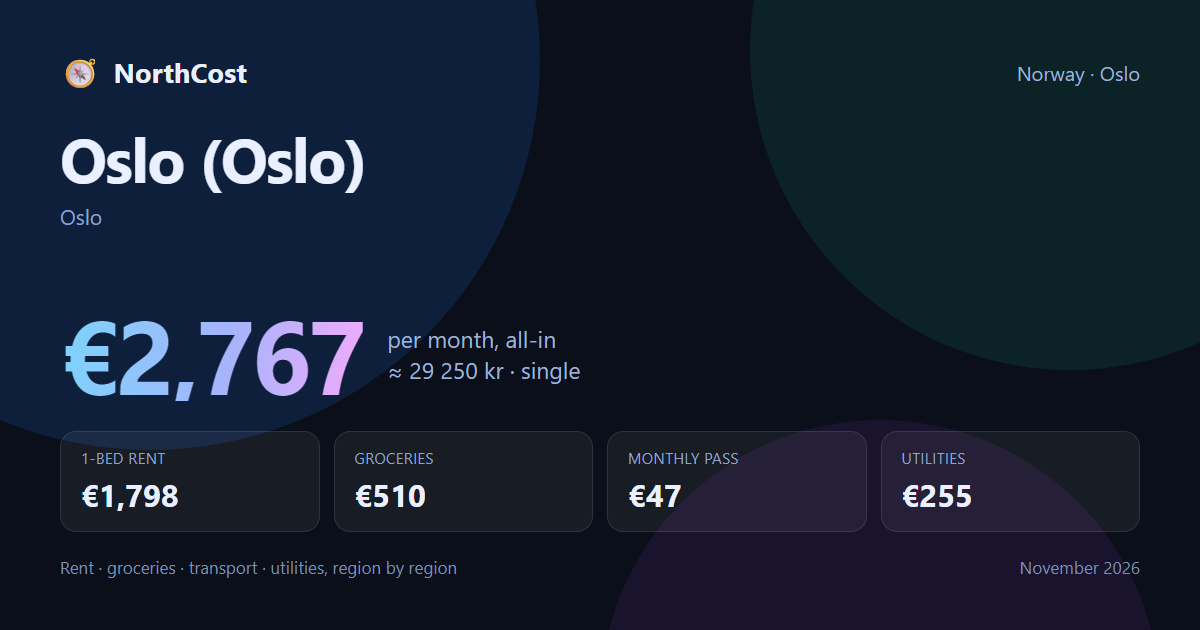 NorthCost
Norway · Oslo
Oslo (Oslo)
Oslo
€2,767
per month, all-in
≈ 29 250 kr · single
1-BED RENT
€1,798
GROCERIES
€510
MONTHLY PASS
€47
UTILITIES
€255
Rent · groceries · transport · utilities, region by region
November 2026